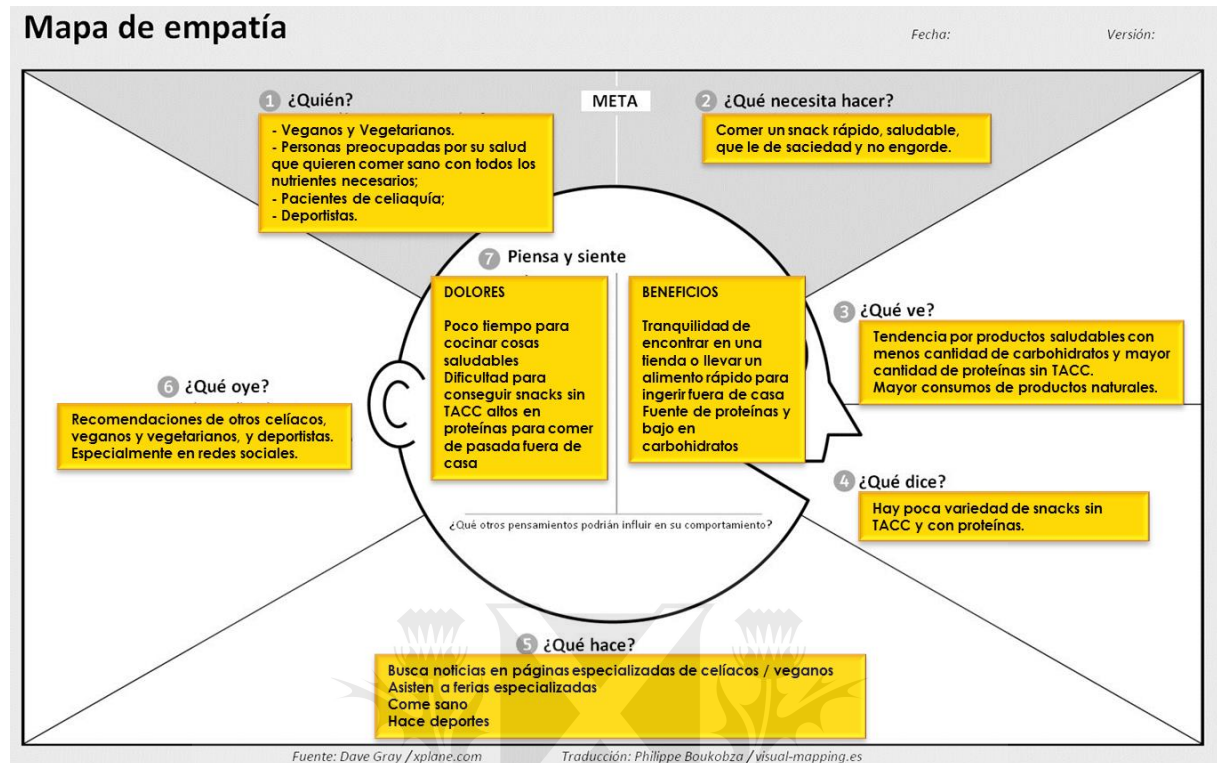 Mapa de empatía
Fecha:
Versión:
1 ¿Quién?
- Veganos y Vegetarianos.
- Personas preocupadas por su salud
que quieren comer sano con todos los
nutrientes necesarios;
- Pacientes de celiaquía;
- Deportistas.
META
2 ¿Qué necesita hacer?
Comer un snack rápido, saludable,
que le de saciedad y no engorde.
7 Piensa y siente
DOLORES
Poco tiempo para
cocinar cosas
saludables
Dificultad para
conseguir snacks sin
TACC altos en
proteínas para comer
de pasada fuera de
casa
BENEFICIOS
Tranquilidad de
encontrar en una
tienda o llevar un
alimento rápido para
ingerir fuera de casa
Fuente de proteínas y
bajo en
carbohidratos
¿Qué otros pensamientos podrían influir en su comportamiento?
3 ¿Qué ve?
Tendencia por productos saludables con
menos cantidad de carbohidratos y mayor
cantidad de proteínas sin TACC.
Mayor consumos de productos naturales.
4 ¿Qué dice?
Hay poca variedad de snacks sin
TACC y con proteínas.
6 ¿Qué oye?
Recomendaciones de otros celíacos,
veganos y vegetarianos, y deportistas.
Especialmente en redes sociales.
5 ¿Qué hace?
Busca noticias en páginas especializadas de celíacos / veganos
Asisten a ferias especializadas
Come sano
Hace deportes
Fuente: Dave Gray / xplane.com
Traducción: Philippe Boukobza / visual-mapping.es